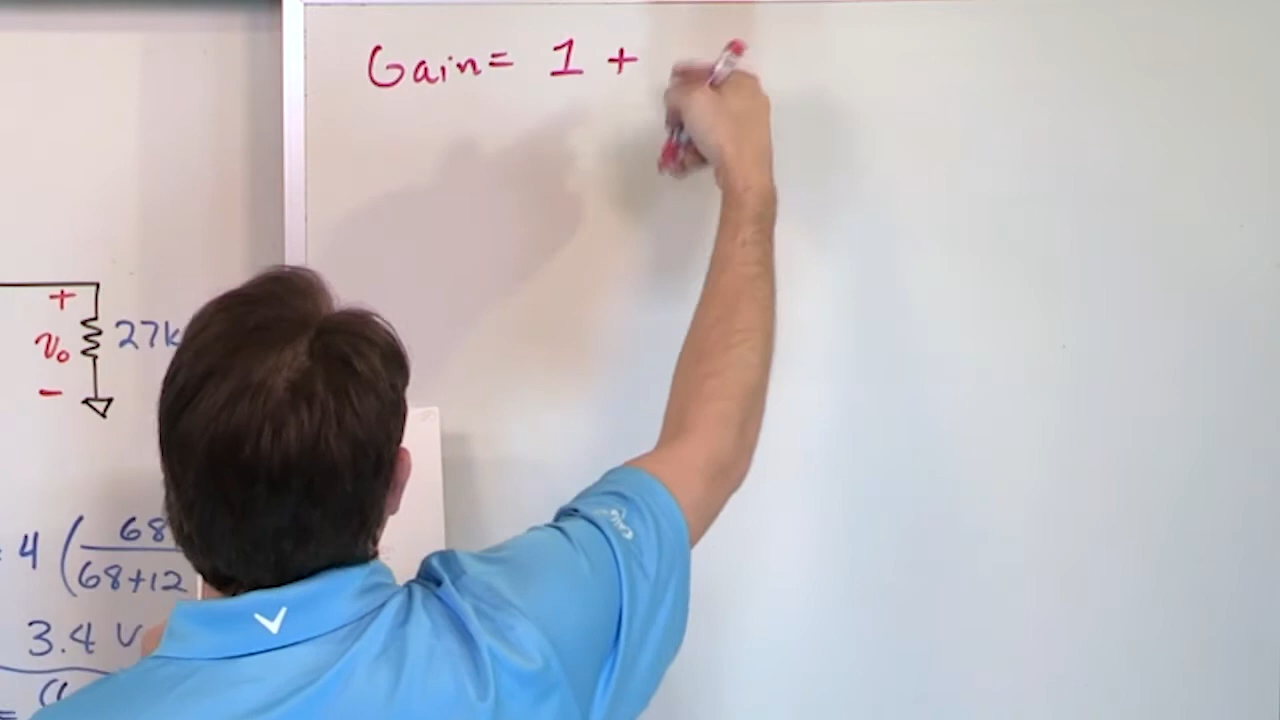 Gain = 1 +
+
v₀ 27k
-
= 4 (68 / 68+12
3.4 V
=